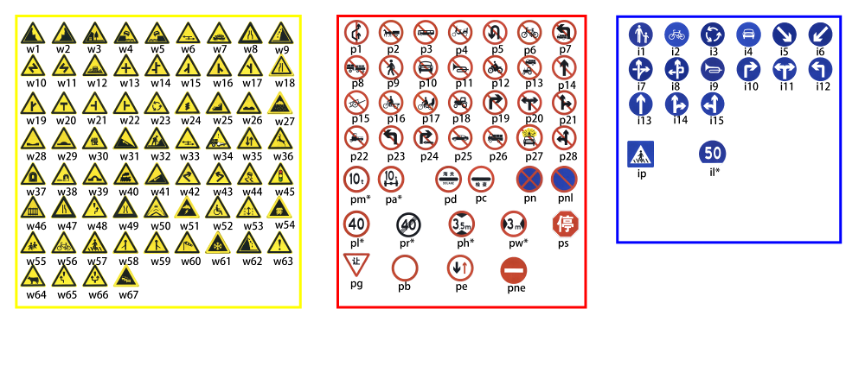 w1 w2 w3 w4 w5 w6 w7 w8 w9
w10 w11 w12 w13 w14 w15 w16 w17 w18
w19 w20 w21 w22 w23 w24 w25 w26 w27
w28 w29 w30 w31 w32 w33 w34 w35 w36
w37 w38 w39 w40 w41 w42 w43 w44 w45
w46 w47 w48 w49 w50 w51 w52 w53 w54
w55 w56 w57 w58 w59 w60 w61 w62 w63
w64 w65 w66 w67
p1 p2 p3 p4 p5 p6 p7
p8 p9 p10 p11 p12 p13 p14
p15 p16 p17 p18 p19 p20 p21
p22 p23 p24 p25 p26 p27 p28
10t 10t
pm* pa* pd pc pn pnl
40 40 3.5m 3m 停
pl* pr* ph* pw* ps
让
pg pb pe pne
i1 i2 i3 i4 i5 i6
i7 i8 i9 i10 i11 i12
i13 i14 i15
50
ip il*